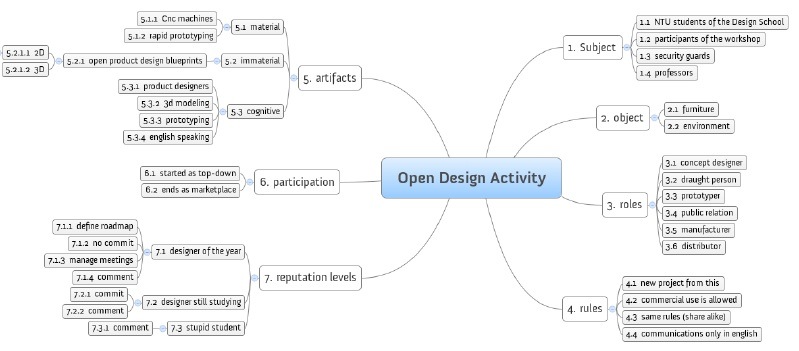 Open Design Activity
1. Subject
1.1 NTU students of the Design School
1.2 participants of the workshop
1.3 security guards
1.4 professors
2. object
2.1 furniture
2.2 environment
3. roles
3.1 concept designer
3.2 draught person
3.3 prototyper
3.4 public relation
3.5 manufacturer
3.6 distributor
4. rules
4.1 new project from this
4.2 commercial use is allowed
4.3 same rules (share alike)
4.4 communications only in english
5. artifacts
5.1 material
5.1.1 Cnc machines
5.1.2 rapid prototyping
5.2 immaterial
5.2.1 open product design blueprints
5.2.1.1 2D
5.2.1.2 3D
5.3 cognitive
5.3.1 product designers
5.3.2 3d modeling
5.3.3 prototyping
5.3.4 english speaking
6. participation
6.1 started as top-down
6.2 ends as marketplace
7. reputation levels
7.1 designer of the year
7.1.1 define roadmap
7.1.2 no commit
7.1.3 manage meetings
7.1.4 comment
7.2 designer still studying
7.2.1 commit
7.2.2 comment
7.3 stupid student
7.3.1 comment